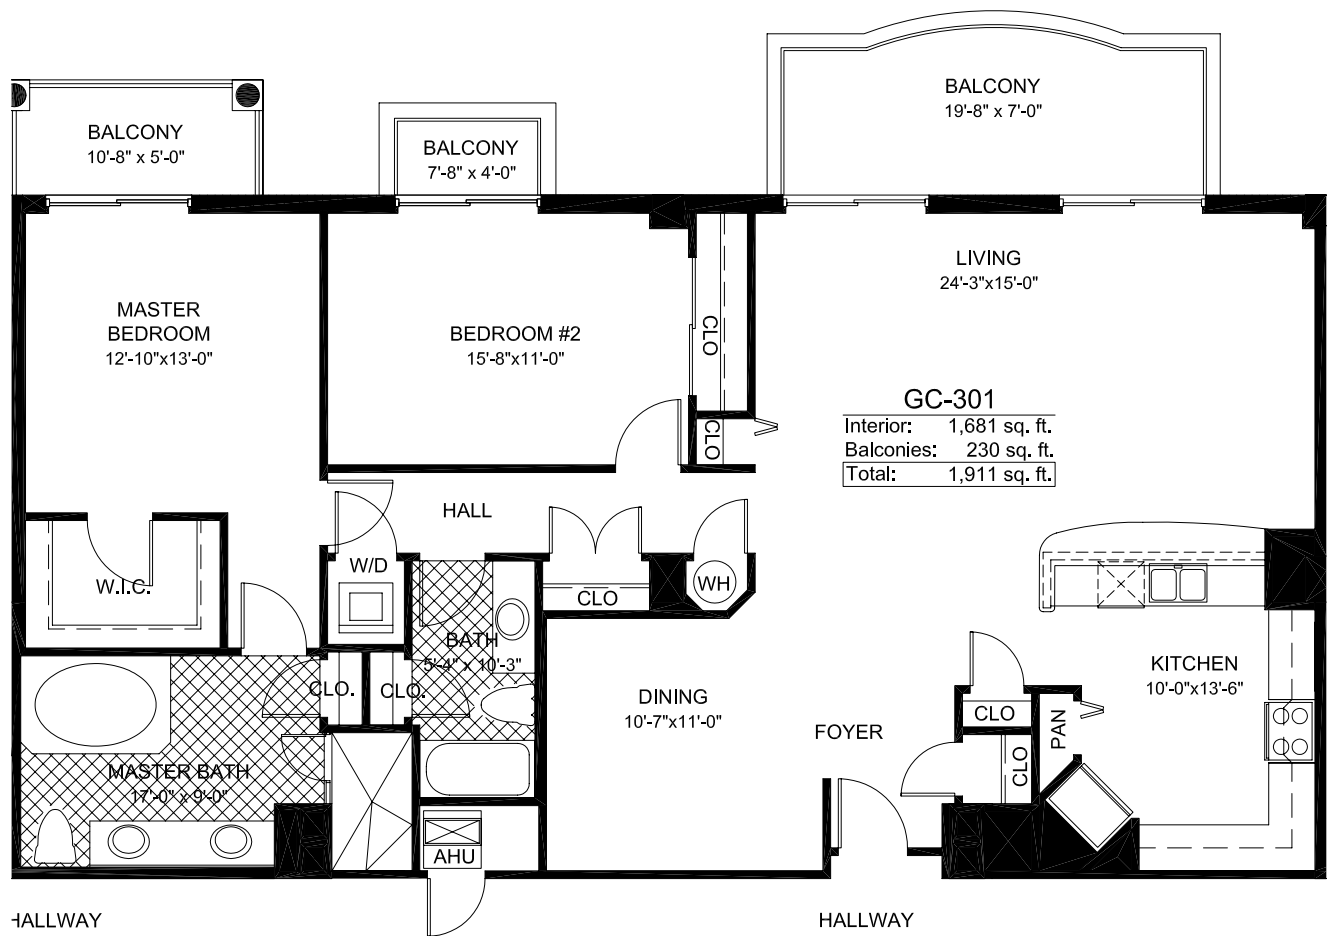 BALCONY
19'-8" x 7'-0"
BALCONY
10'-8" x 5'-0"
BALCONY
7'-8" x 4'-0"
LIVING
24'-3"x15'-0"
MASTER
BEDROOM
12'-10"x13'-0"
BEDROOM #2
15'-8"x11'-0"
CLO
GC-301
Interior: 1,681 sq. ft.
Balconies: 230 sq. ft.
Total: 1,911 sq. ft.
CLO
HALL
W/D
W.I.C.
CLO
WH
BATH
5'-4" x 10'-3"
KITCHEN
10'-0"x13'-6"
CLO.
CLO.
DINING
10'-7"x11'-0"
CLO
PAN
FOYER
CLO
MASTER BATH
17'-0" x 9'-0"
AHU
HALLWAY
HALLWAY